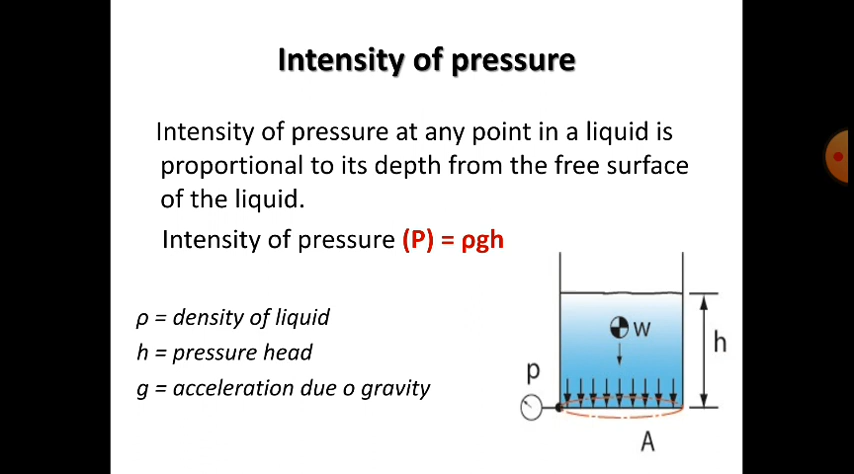 Intensity of pressure
Intensity of pressure at any point in a liquid is
proportional to its depth from the free surface
of the liquid.
Intensity of pressure (P) = ρgh
ρ = density of liquid
h = pressure head
g = acceleration due o gravity
W
h
p
A